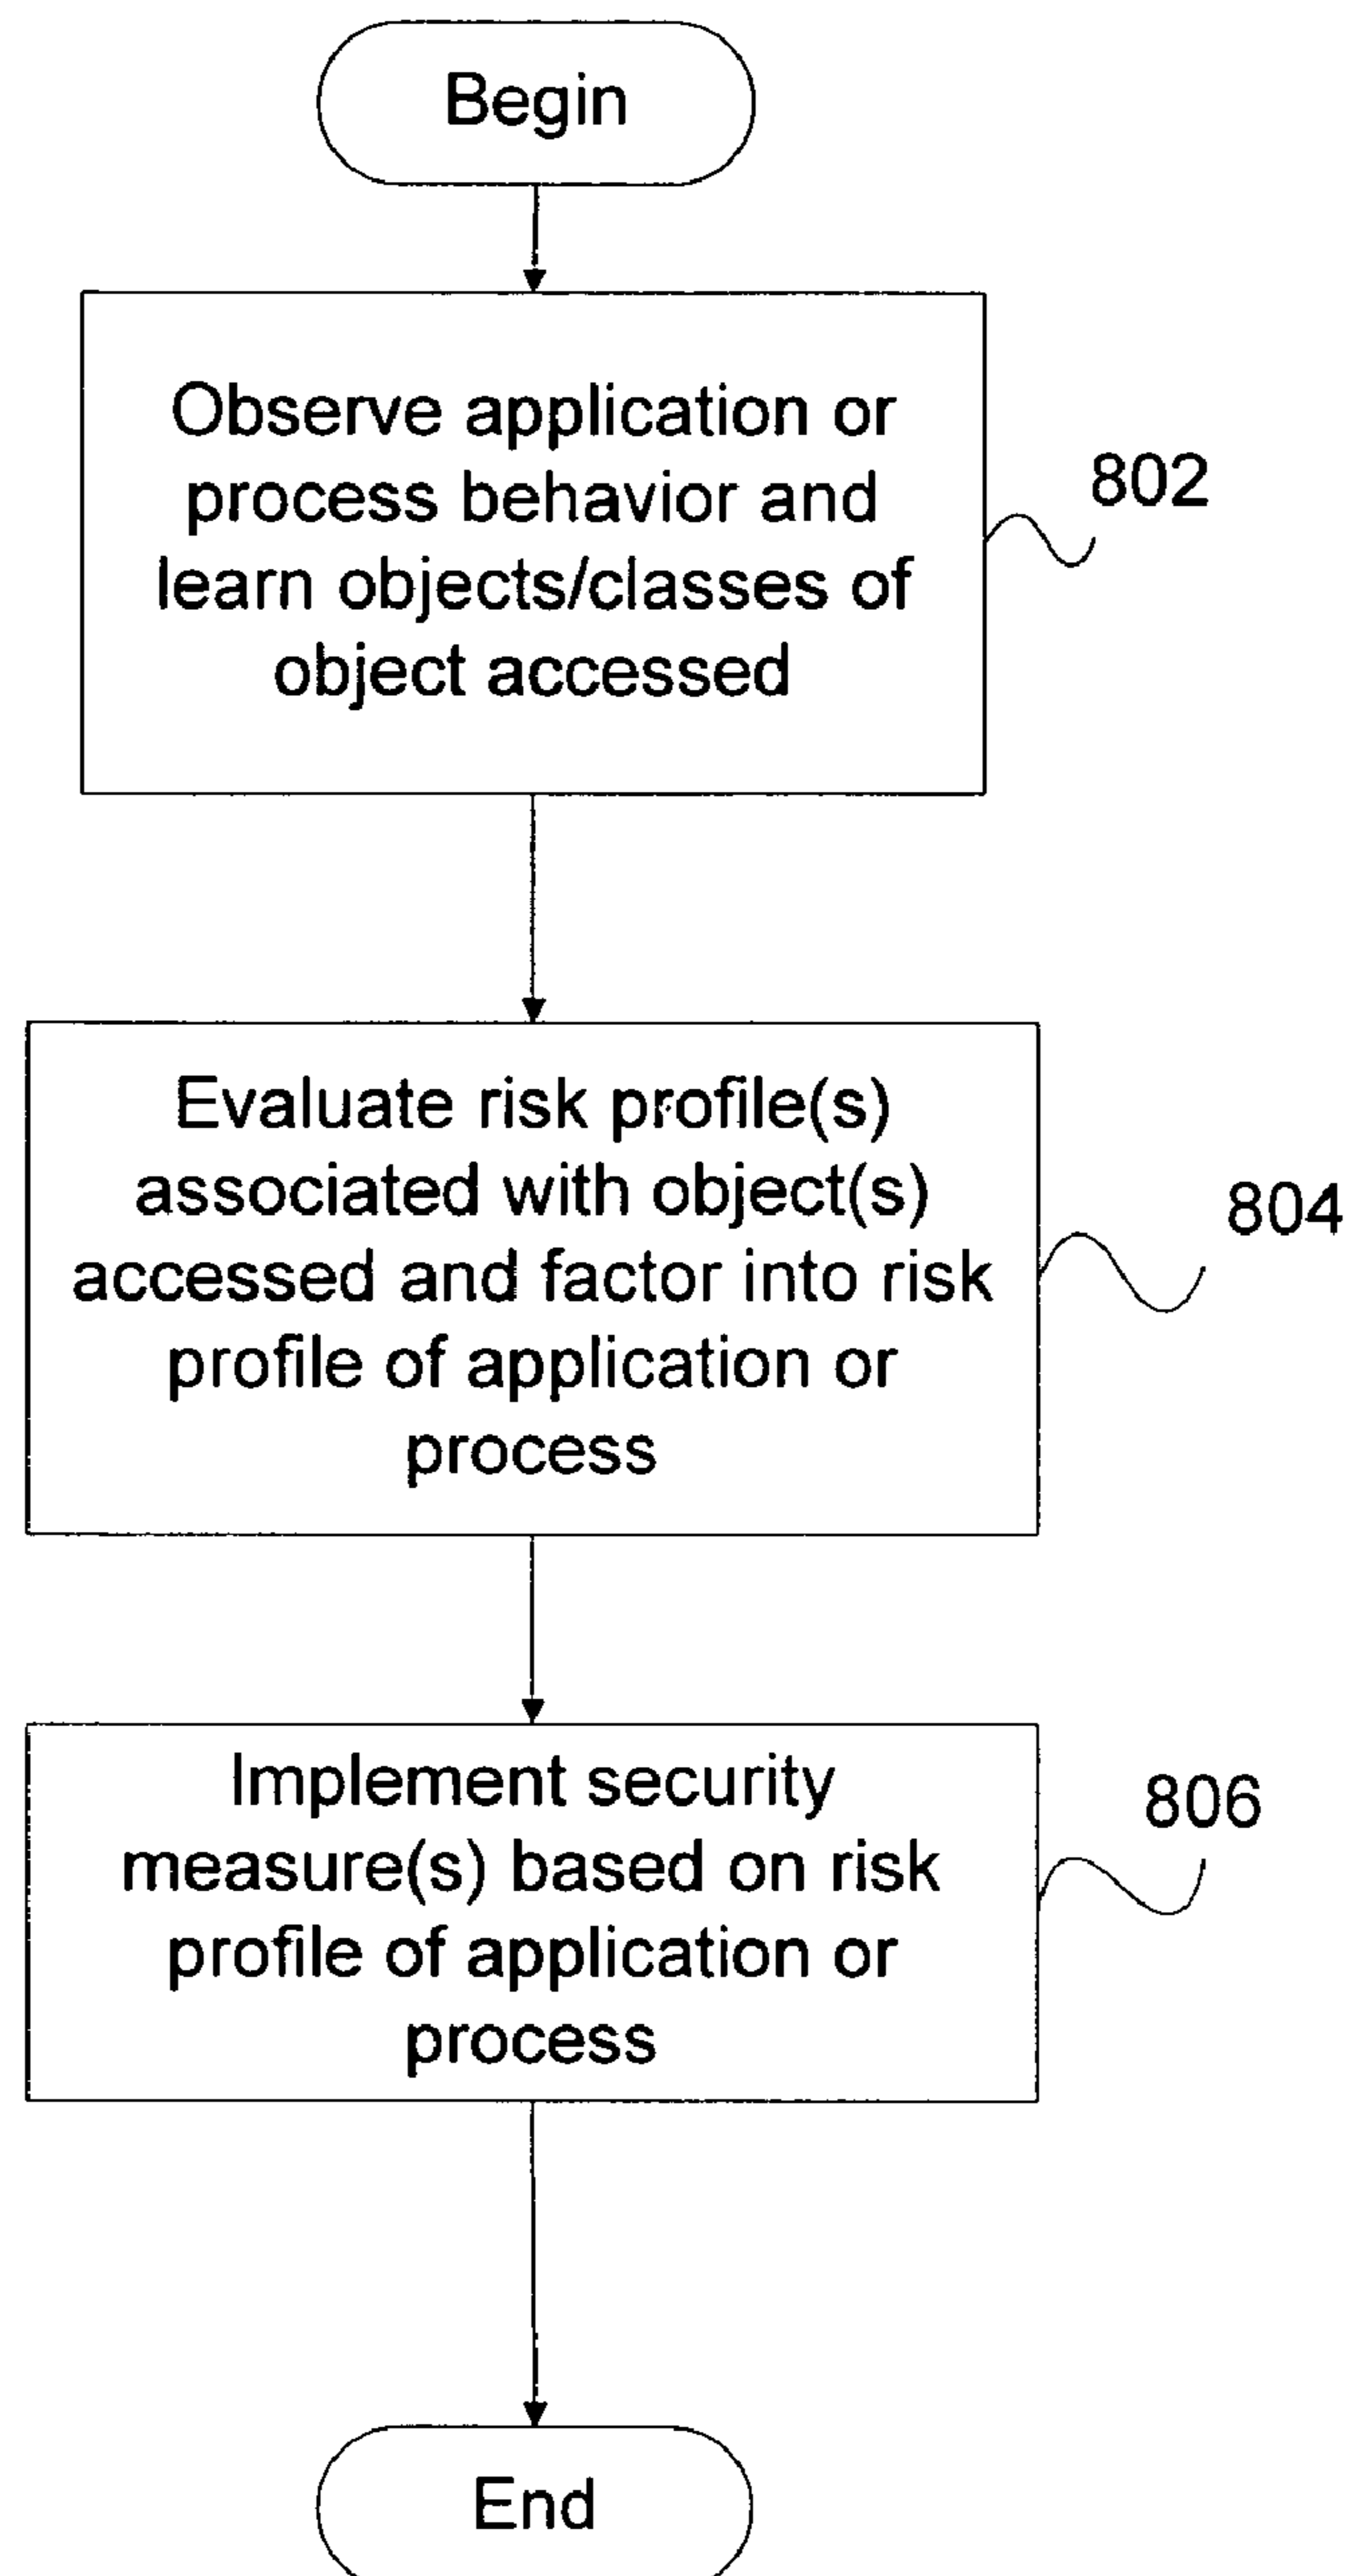 Begin
Observe application or
process behavior and
learn objects/classes of
object accessed
802
Evaluate risk profile(s)
associated with object(s)
accessed and factor into risk
profile of application or
process
804
Implement security
measure(s) based on risk
profile of application or
process
806
End